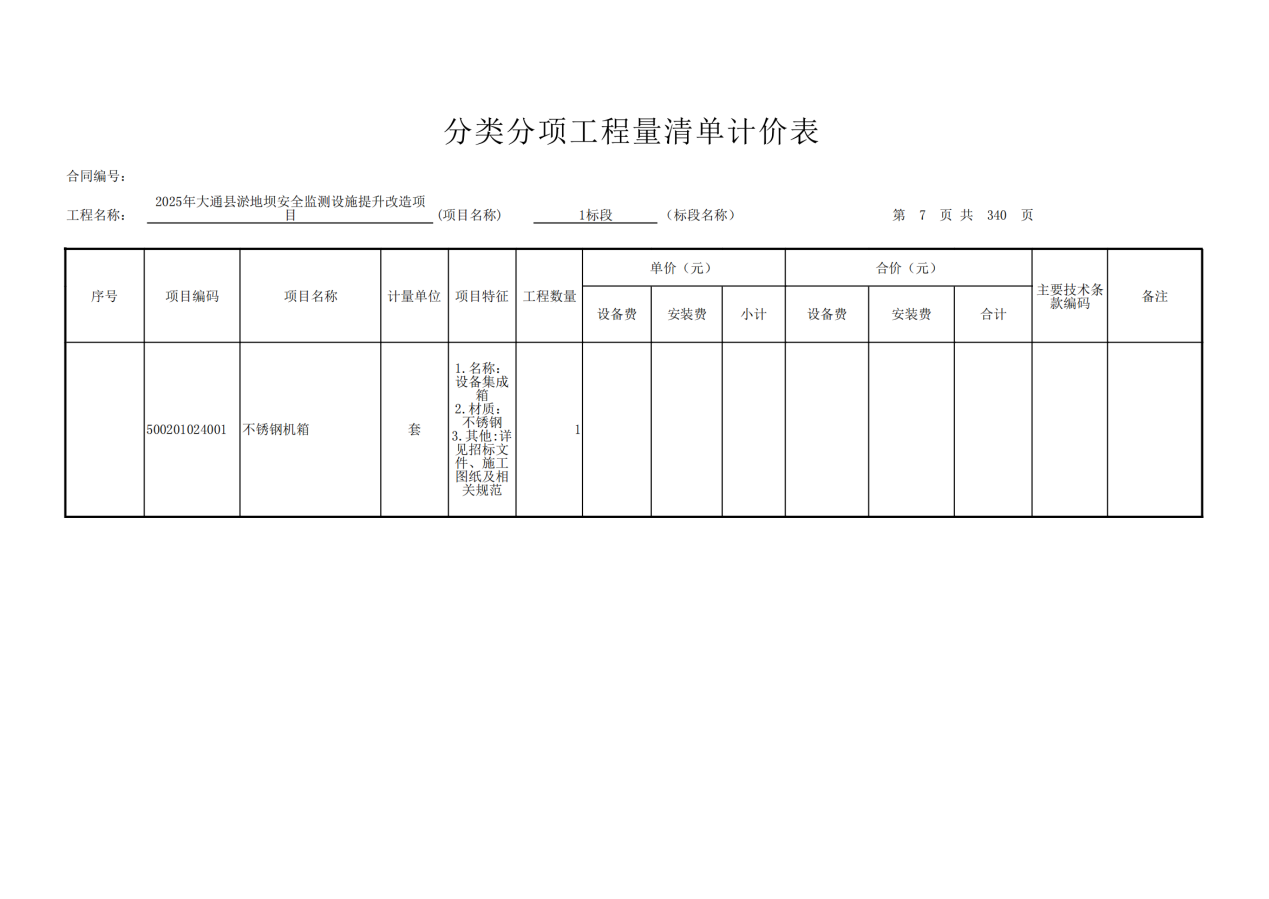 分类分项工程量清单计价表
合同编号：
2025年大通县淤地坝安全监测设施提升改造项
工程名称： 目 (项目名称) 1标段 （标段名称） 第 7 页 共 340 页
序号 项目编码 项目名称 计量单位 项目特征 工程数量 单价（元） 合价（元） 主要技术条
款编码 备注
设备费 安装费 小计 设备费 安装费 合计
500201024001 不锈钢机箱 套 1.名称：
设备集成
箱
2.材质：
不锈钢
3.其他:详
见招标文
件、施工
图纸及相
关规范
1